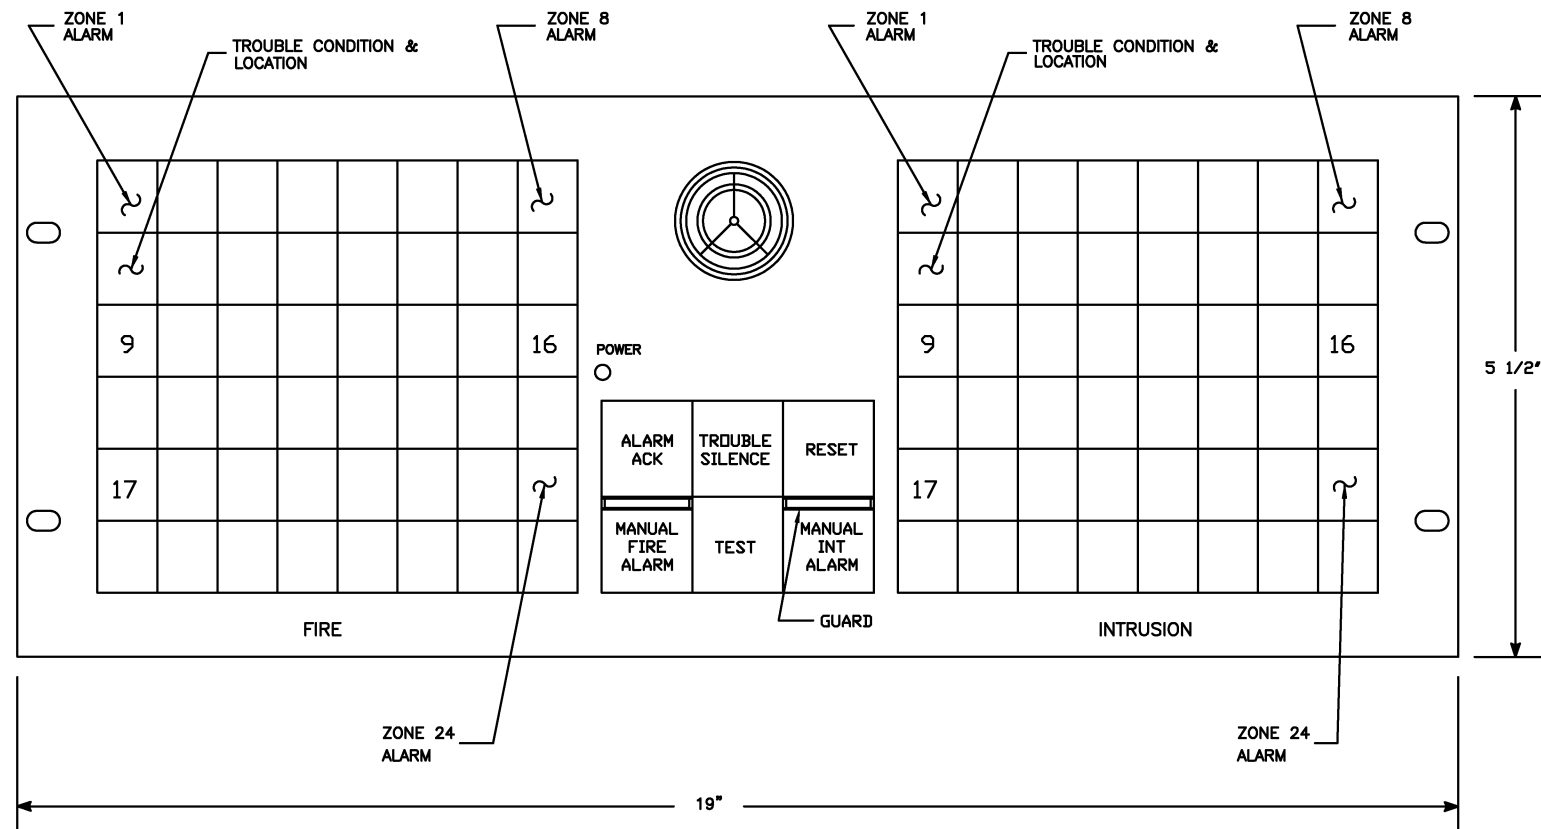 ZONE 1
ALARM
TROUBLE CONDITION &
LOCATION
ZONE 8
ALARM
ZONE 1
ALARM
TROUBLE CONDITION &
LOCATION
ZONE 8
ALARM
9
16
17
POWER
ALARM
ACK
TROUBLE
SILENCE
RESET
MANUAL
FIRE
ALARM
TEST
MANUAL
INT
ALARM
GUARD
9
16
17
5 1/2"
FIRE
INTRUSION
ZONE 24
ALARM
ZONE 24
ALARM
19"